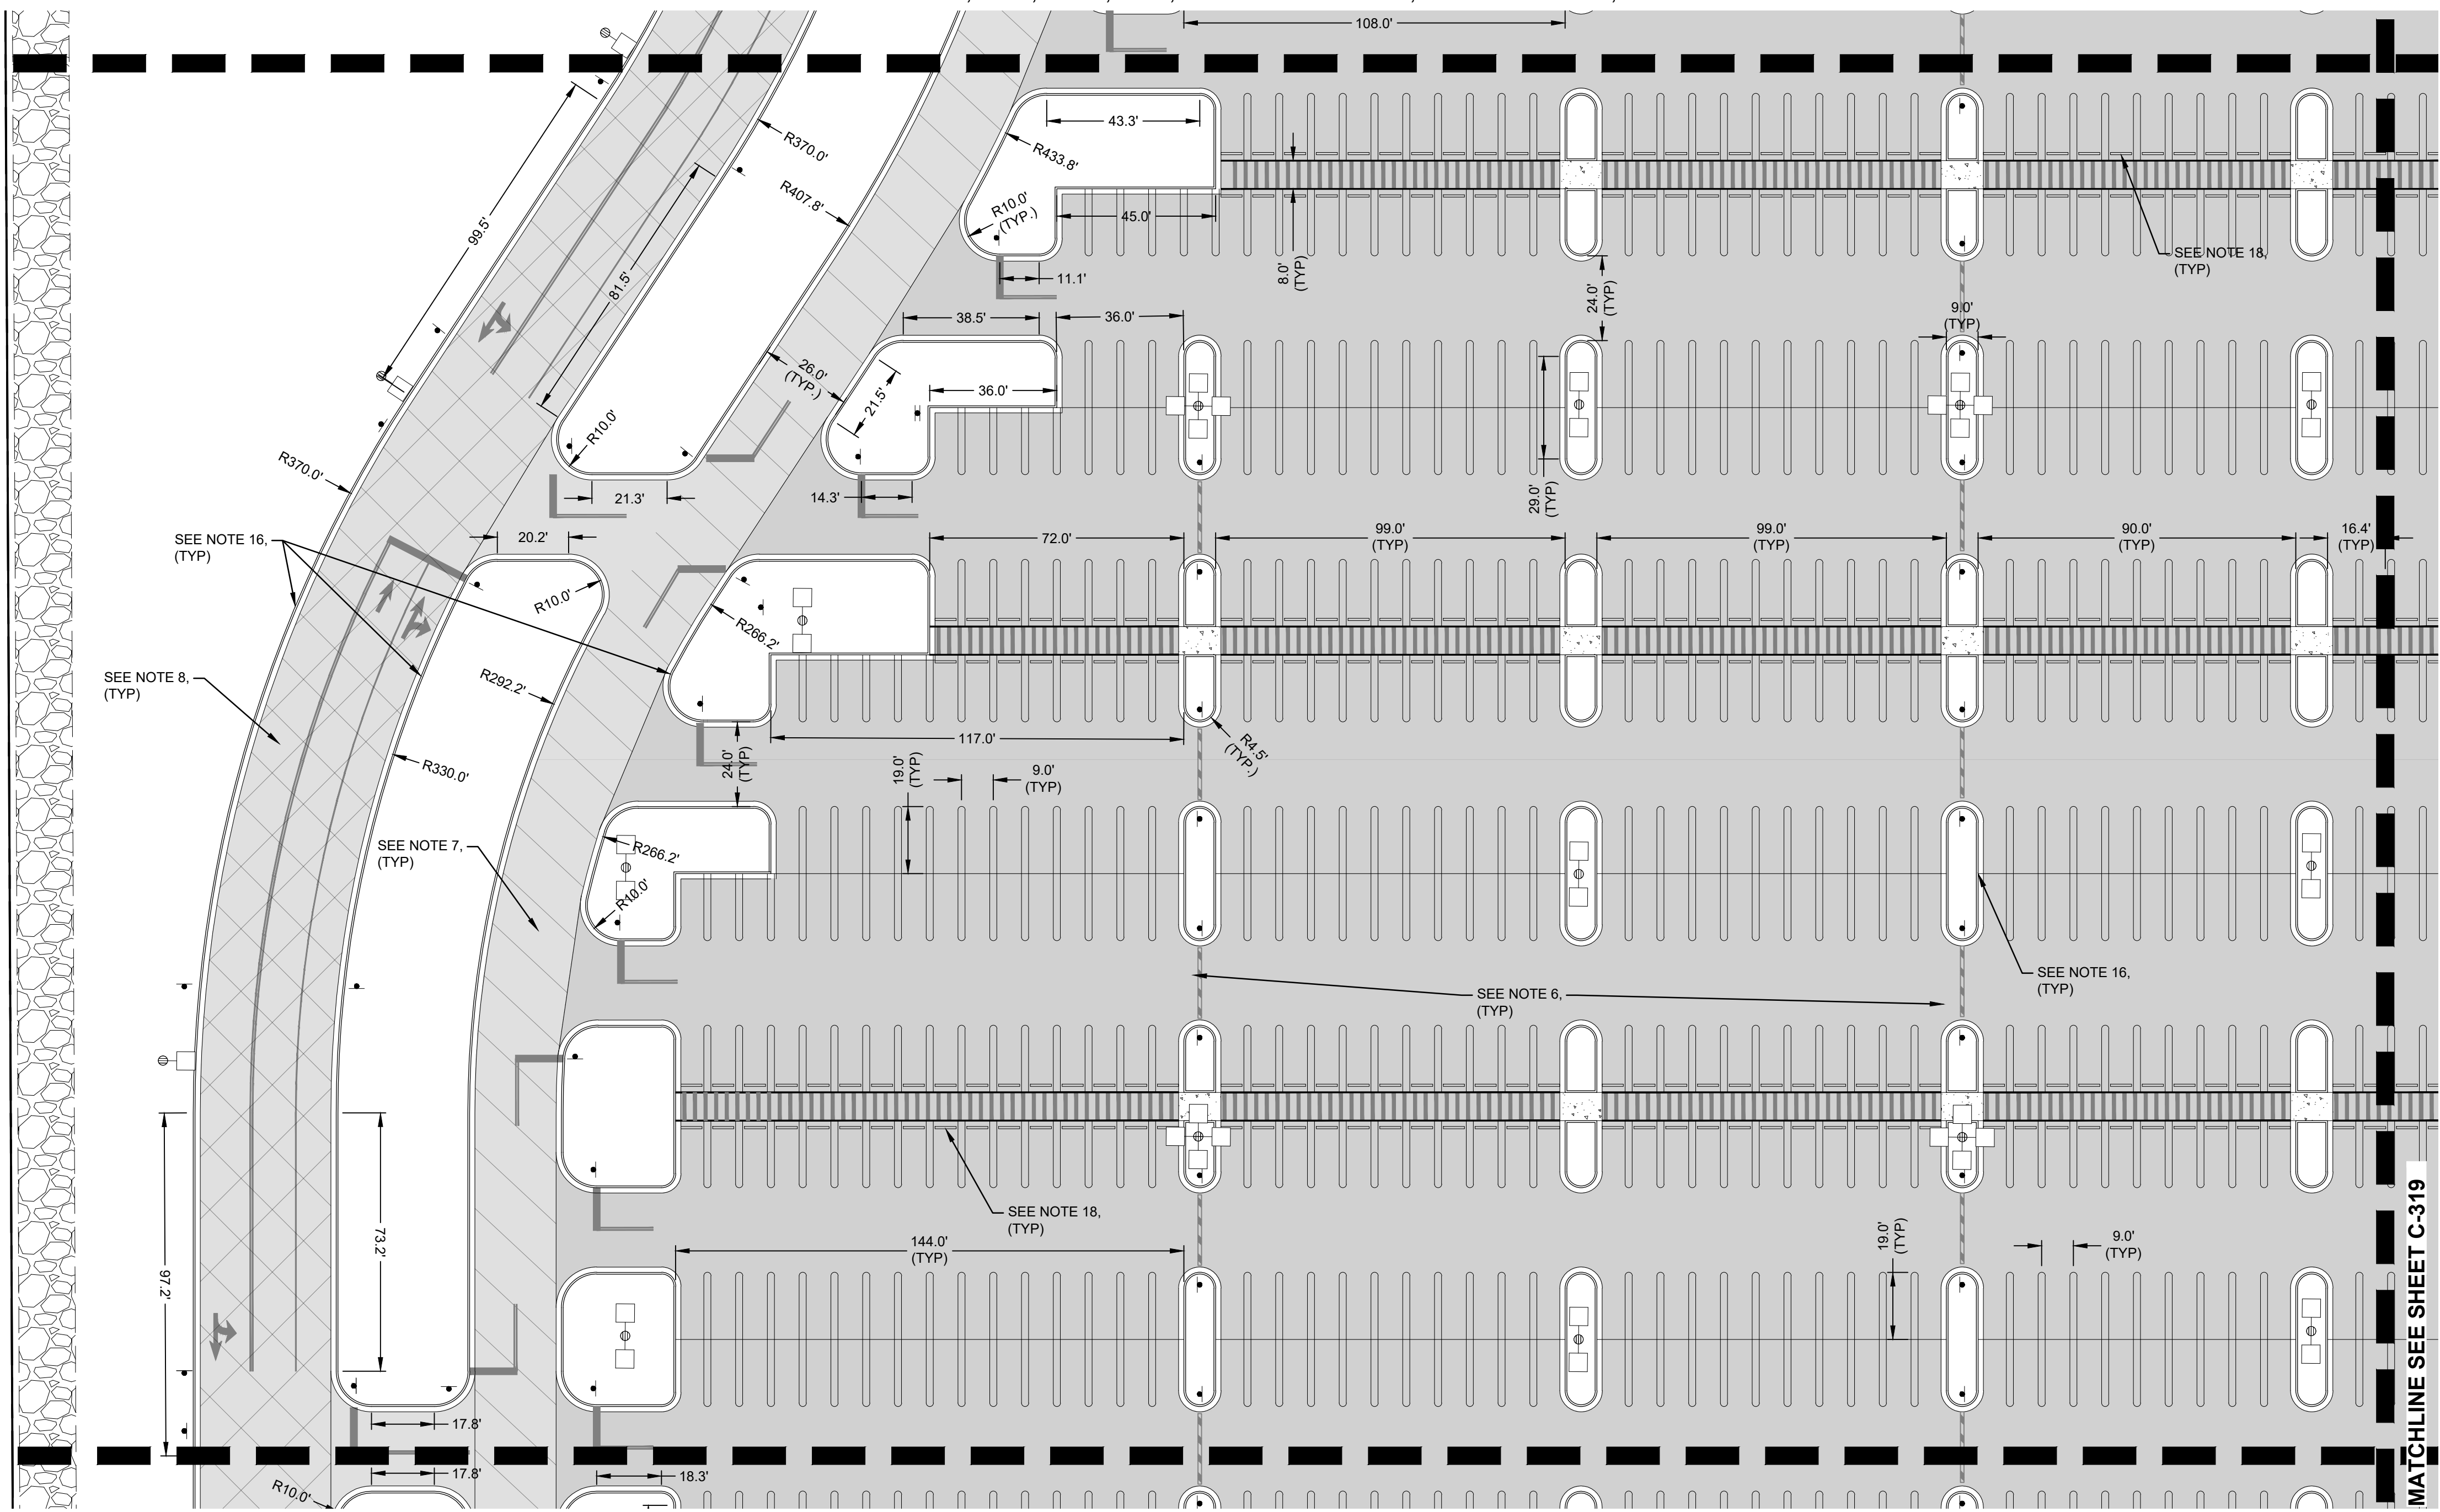 108.0'
43.3'
R370.0'
R433.8'
R407.8'
R10.0'
(TYP.)
45.0'
99.5'
81.5'
8.0'
(TYP)
SEE NOTE 18,
(TYP)
11.1'
24.0'
(TYP)
38.5'
36.0'
9.0'
(TYP)
26.0'
(TYP.)
36.0'
21.5'
R10.0'
R370.0'
29.0'
(TYP)
21.3'
14.3'
SEE NOTE 16,
(TYP)
20.2'
72.0'
99.0'
(TYP)
99.0'
(TYP)
90.0'
(TYP)
16.4'
(TYP)
R10.0'
R266.2'
SEE NOTE 8,
(TYP)
R292.2'
117.0'
R4.5'
(TYP.)
24.0'
(TYP)
R330.0'
19.0'
(TYP)
9.0'
(TYP)
SEE NOTE 7,
(TYP)
R266.2'
R10.0'
SEE NOTE 6,
(TYP)
SEE NOTE 16,
(TYP)
SEE NOTE 18,
(TYP)
73.2'
97.2'
144.0'
(TYP)
19.0'
(TYP)
9.0'
(TYP)
17.8'
17.8'
18.3'
R10.0'
MATCHLINE SEE SHEET C-319